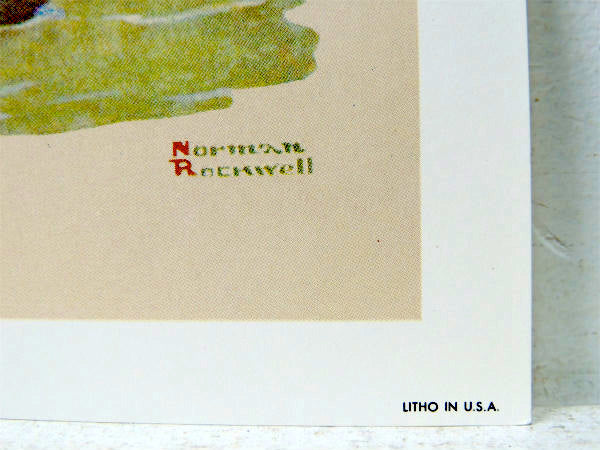 Norman
Rockwell
LITHO IN U.S.A.